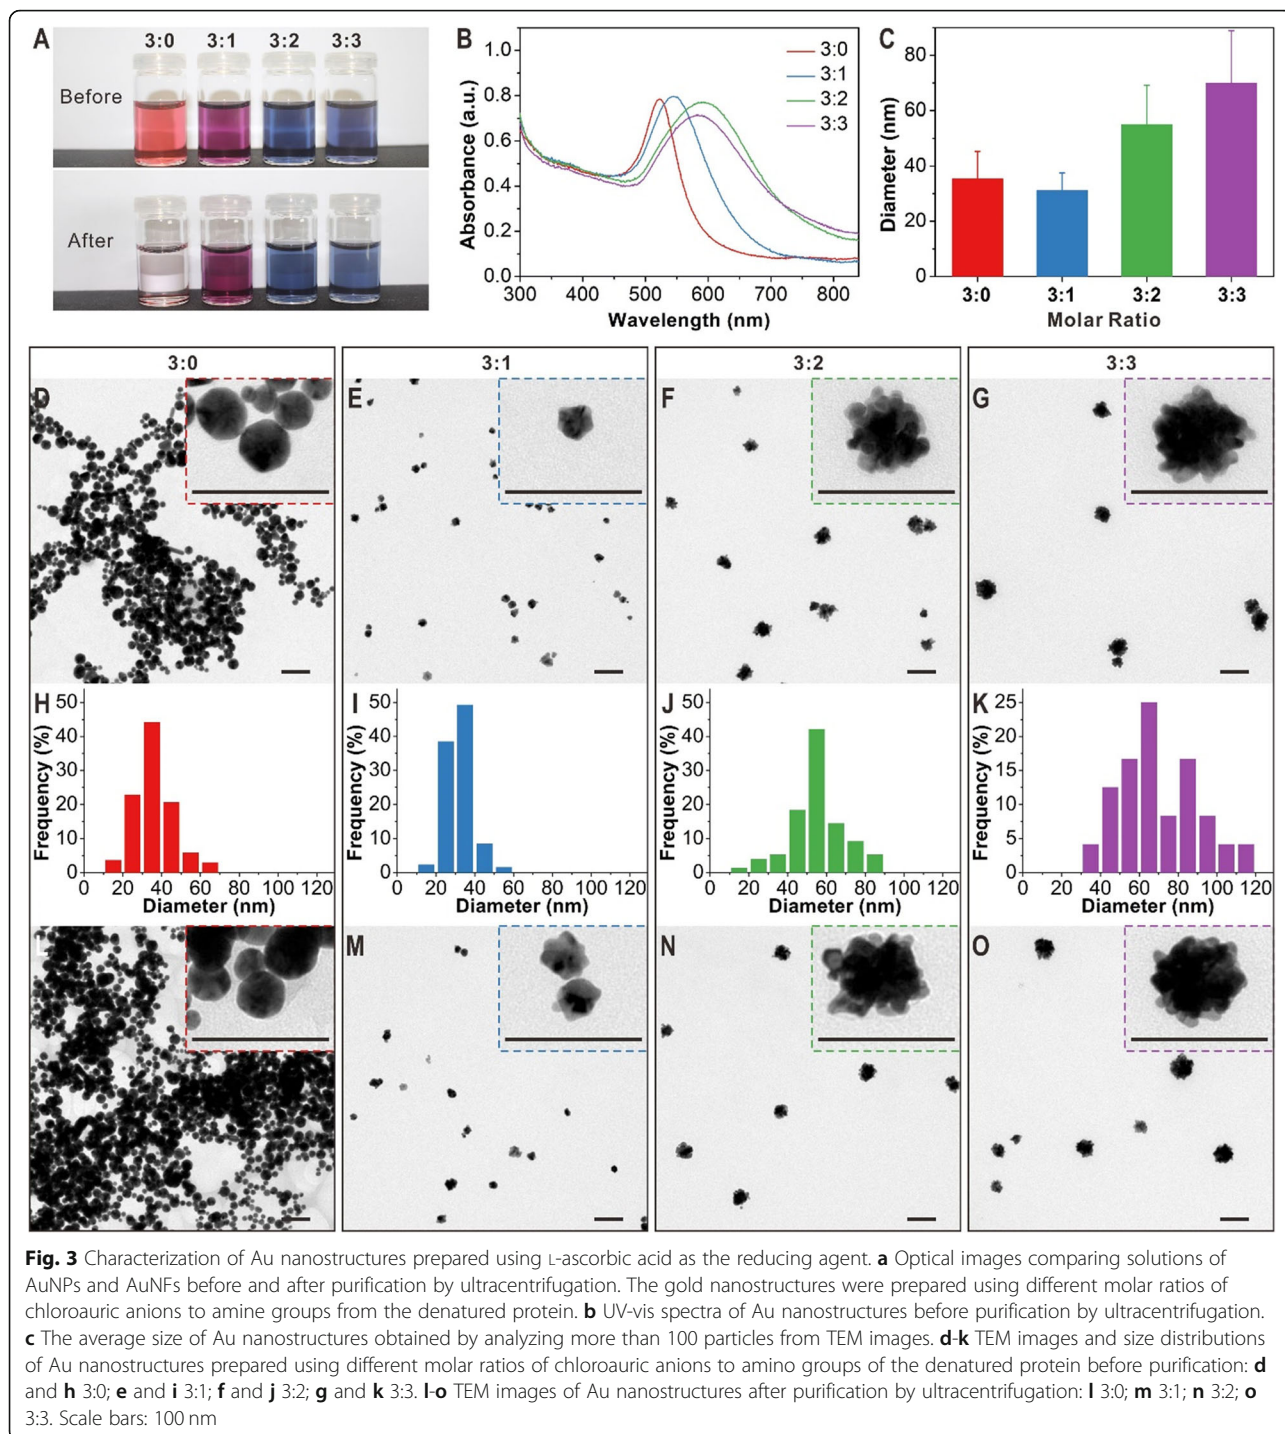 A
3:0 3:1 3:2 3:3
Before
After
B
Absorbance (a.u.)
1.0
0.8
0.6
0.4
0.2
0.0
300 400 500 600 700 800
Wavelength (nm)
3:0
3:1
3:2
3:3
C
Diameter (nm)
80
60
40
20
0
3:0 3:1 3:2 3:3
Molar Ratio
3:0 3:1 3:2 3:3
D E F G
H
Frequency (%)
50
40
30
20
10
0
0 20 40 60 80 100 120
Diameter (nm)
I
Frequency (%)
50
40
30
20
10
0
0 20 40 60 80 100 120
Diameter (nm)
J
Frequency (%)
50
40
30
20
10
0
0 20 40 60 80 100 120
Diameter (nm)
K
Frequency (%)
25
20
15
10
5
0
0 20 40 60 80 100 120
Diameter (nm)
L M N O
Fig. 3 Characterization of Au nanostructures prepared using L-ascorbic acid as the reducing agent. a Optical images comparing solutions of
AuNPs and AuNFs before and after purification by ultracentrifugation. The gold nanostructures were prepared using different molar ratios of
chloroauric anions to amine groups from the denatured protein. b UV-vis spectra of Au nanostructures before purification by ultracentrifugation.
c The average size of Au nanostructures obtained by analyzing more than 100 particles from TEM images. d-k TEM images and size distributions
of Au nanostructures prepared using different molar ratios of chloroauric anions to amino groups of the denatured protein before purification: d
and h 3:0; e and i 3:1; f and j 3:2; g and k 3:3. l-o TEM images of Au nanostructures after purification by ultracentrifugation: l 3:0; m 3:1; n 3:2; o
3:3. Scale bars: 100 nm